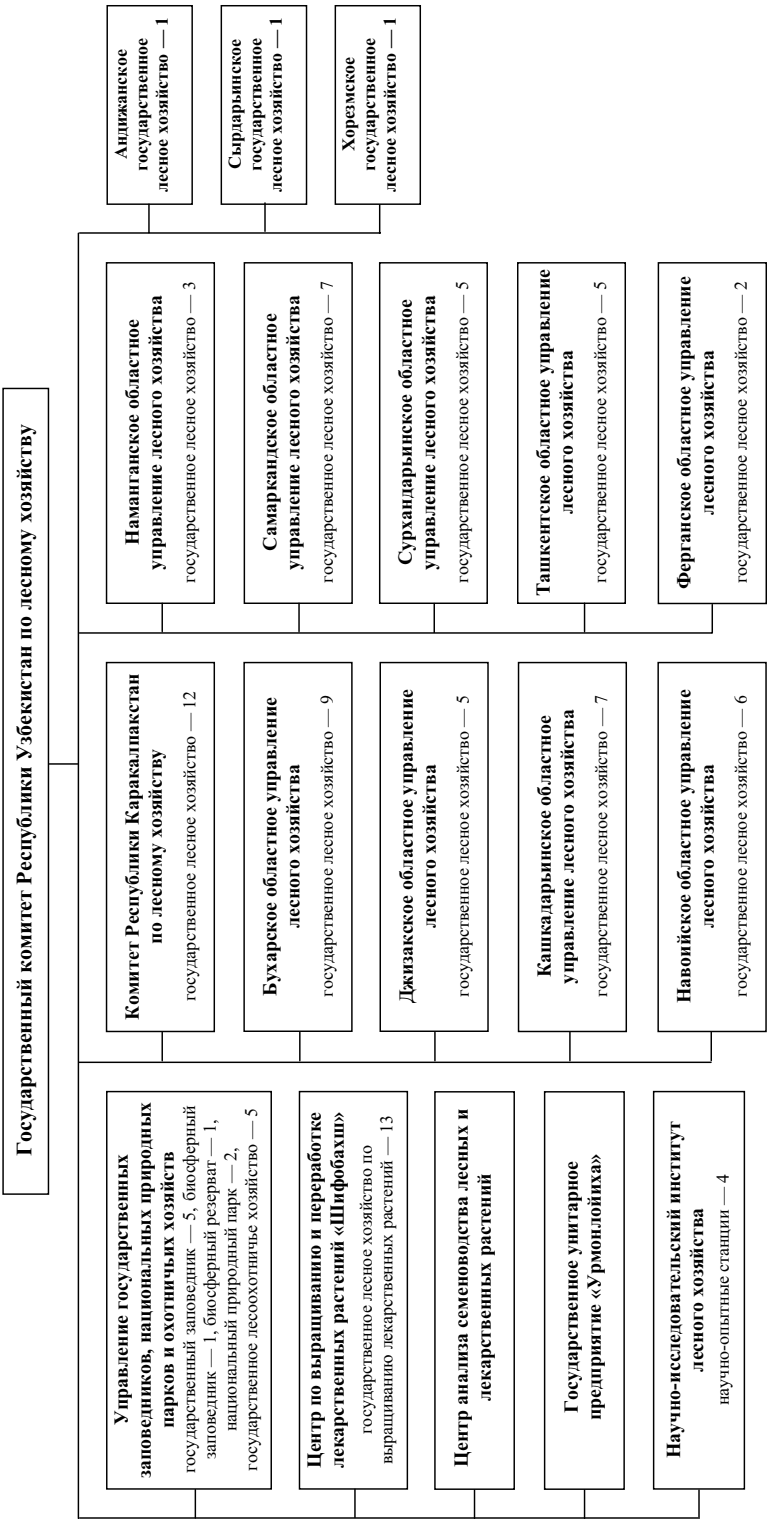 Государственный комитет Республики Узбекистан по лесному хозяйству
Управление государственных
заповедников, национальных природных
парков и охотничьих хозяйств
государственный заповедник — 5, биосферный
заповедник — 1, биосферный резерват — 1,
национальный природный парк — 2,
государственное лесоохотничье хозяйство — 5
Центр по выращиванию и переработке
лекарственных растений «Шифобахш»
государственное лесное хозяйство по
выращиванию лекарственных растений — 13
Центр анализа семеноводства лесных и
лекарственных растений
Государственное унитарное
предприятие «Урмонлойиха»
Научно-исследовательский институт
лесного хозяйства
научно-опытные станции — 4
Комитет Республики Каракалпакстан
по лесному хозяйству
государственное лесное хозяйство — 12
Бухарское областное управление
лесного хозяйства
государственное лесное хозяйство — 9
Джизакское областное управление
лесного хозяйства
государственное лесное хозяйство — 5
Кашкадарьинское областное
управление лесного хозяйства
государственное лесное хозяйство — 7
Навоийское областное управление
лесного хозяйства
государственное лесное хозяйство — 6
Наманганское областное
управление лесного хозяйства
государственное лесное хозяйство — 3
Самаркандское областное
управление лесного хозяйства
государственное лесное хозяйство — 7
Сурхандарьинское областное
управление лесного хозяйства
государственное лесное хозяйство — 5
Ташкентское областное управление
лесного хозяйства
государственное лесное хозяйство — 5
Ферганское областное управление
лесного хозяйства
государственное лесное хозяйство — 2
Андижанское
государственное
лесное хозяйство — 1
Сырдарьинское
государственное
лесное хозяйство — 1
Хорезмское
государственное
лесное хозяйство — 1